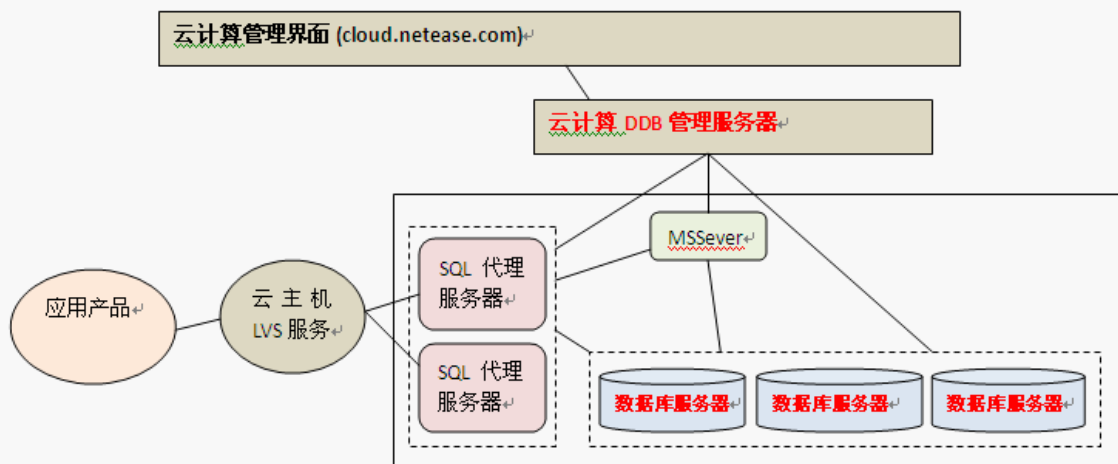 云计算管理界面 (cloud.netease.com)
云计算 DDB 管理服务器
MSSever
SQL 代理
服务器
应用产品
云 主 机
LVS 服务
SQL 代理
服务器
数据库服务器
数据库服务器
数据库服务器